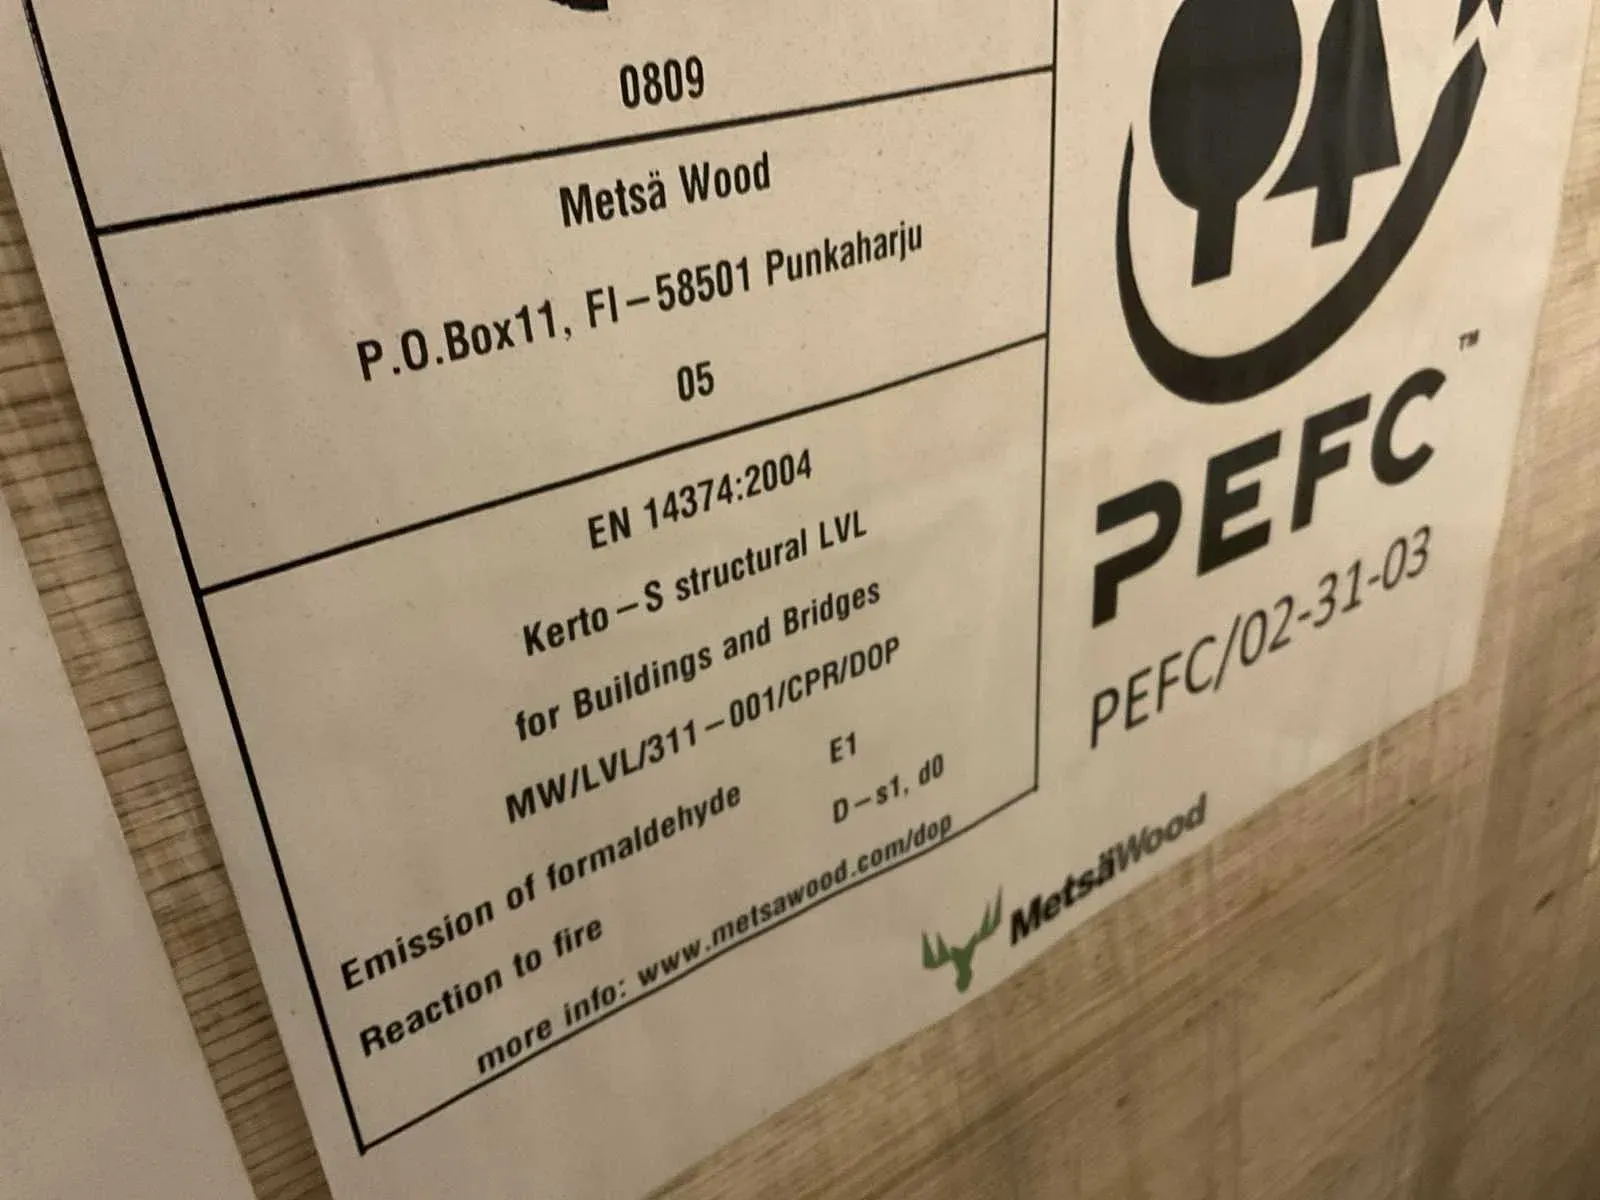 0809
Metsä Wood
P.O.Box11, FI–58501 Punkaharju
05
EN 14374:2004
Kerto–S structural LVL
for Buildings and Bridges
MW/LVL/311–001/CPR/DOP
Emission of formaldehyde E1
Reaction to fire D–s1, d0
more info: www.metsawood.com/dop
PEFC™
PEFC/02-31-03
MetsäWood